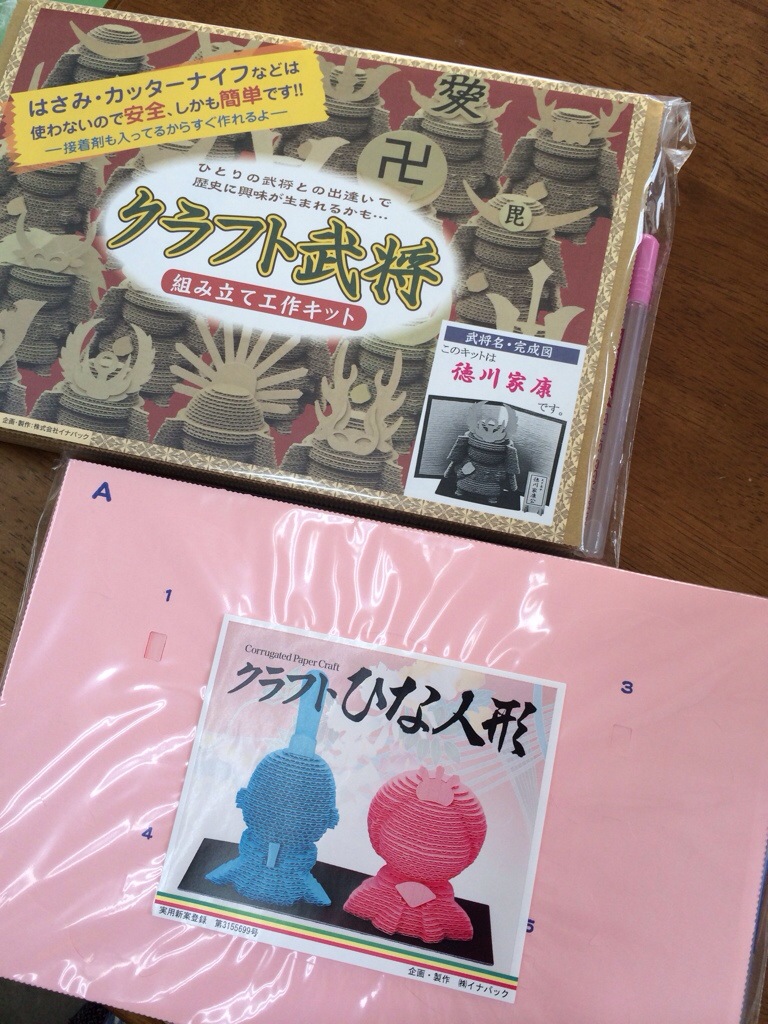 はさみ・カッターナイフなどは
使わないので安全、しかも簡単です!!
―接着剤も入ってるからすぐ作れるよ―
愛
卍
毘
ひとりの武将との出逢いで
歴史に興味が生まれるかも…
クラフト武将
組み立て工作キット
武将名・完成図
このキットは
徳川家康
です。
徳川家康公
企画・製作:株式会社イナパック
A
1
3
4
5
Corrugated Paper Craft
クラフトひな人形
実用新案登録 第3155699号
企画・製作 ㈱イナパック